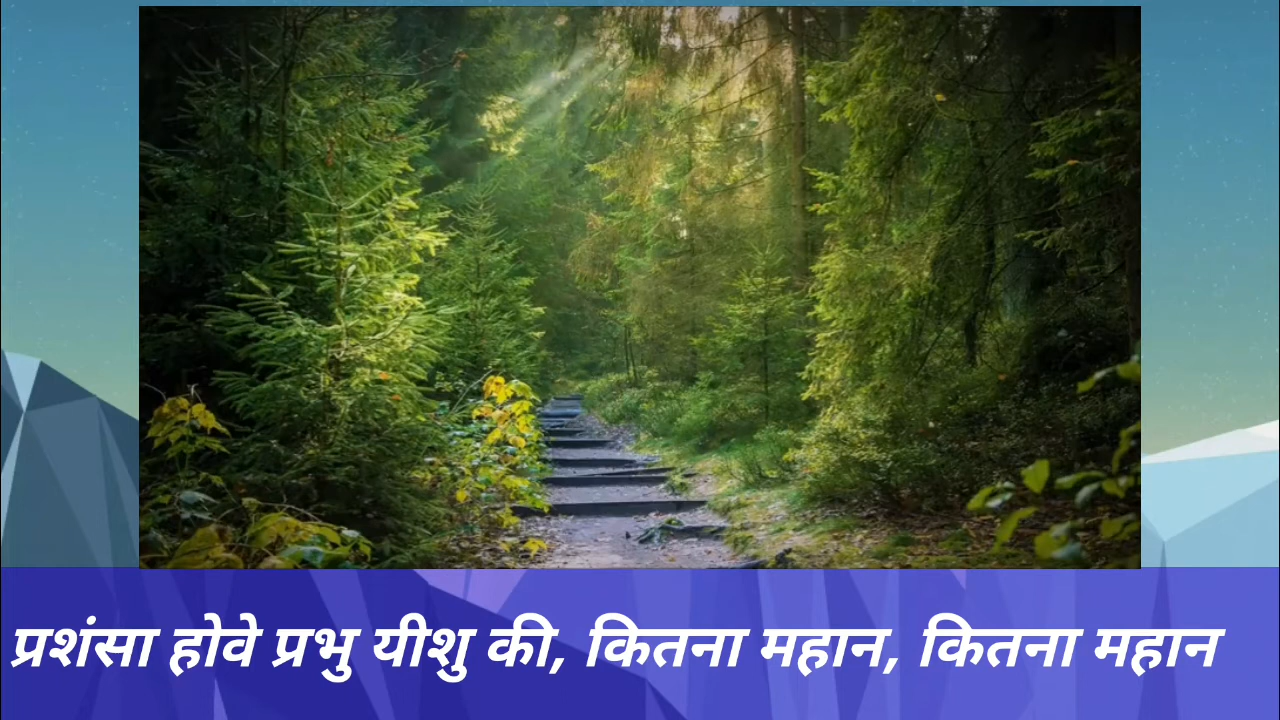 प्रशंसा होवे प्रभु यीशु की, कितना महान, कितना महान